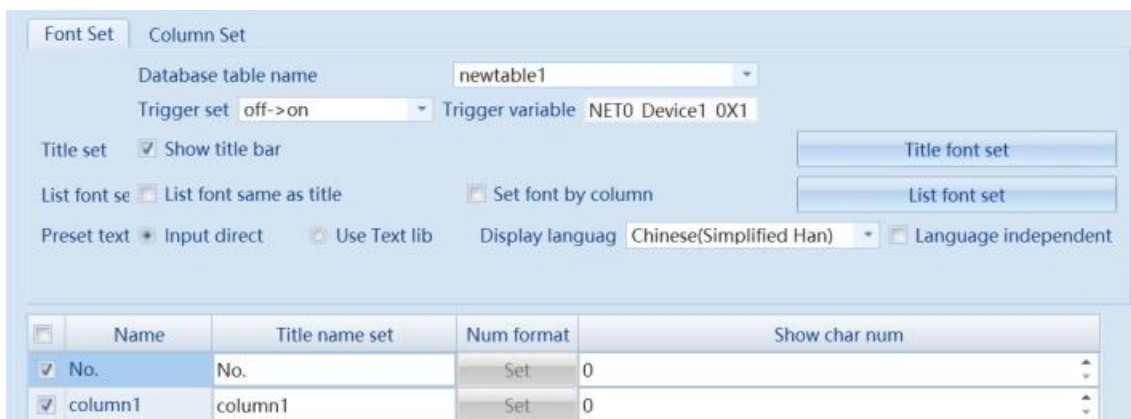 Font Set Column Set
Database table name newtable1
Trigger set off->on Trigger variable NET0 Device1 0X1
Title set Show title bar Title font set
List font se List font same as title Set font by column List font set
Preset text Input direct Use Text lib Display languag Chinese(Simplified Han) Language independent
Name Title name set Num format Show char num
No. No. Set 0
column1 column1 Set 0